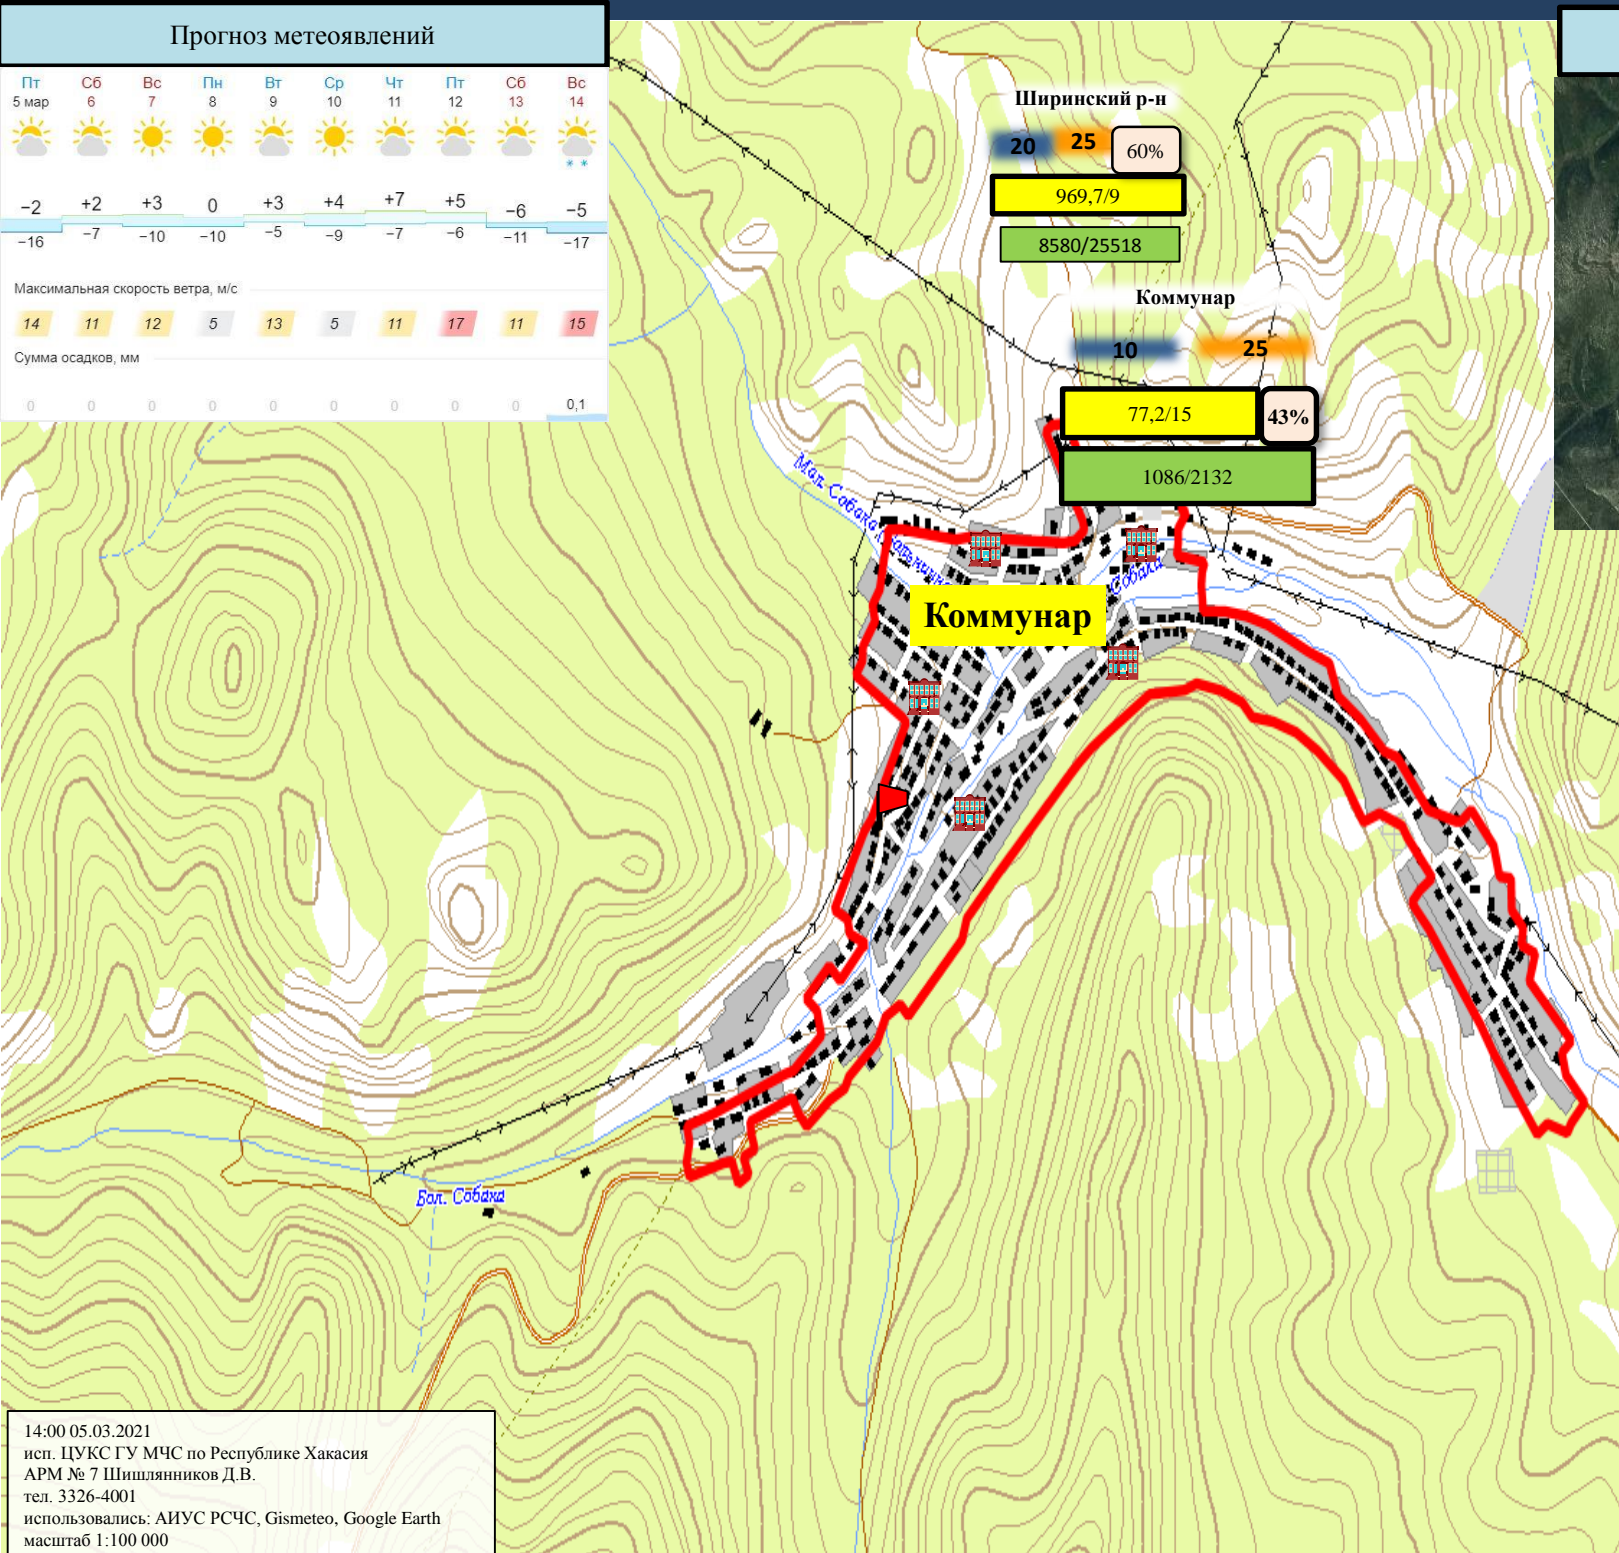 Прогноз метеоявлений
Пт Сб Вс Пн Вт Ср Чт Пт Сб Вс
5 мар 6 7 8 9 10 11 12 13 14
−2 +2 +3 0 +3 +4 +7 +5 −6 −5
−16 −7 −10 −10 −5 −9 −7 −6 −11 −17
Максимальная скорость ветра, м/с
14 11 12 5 13 5 11 17 11 15
Сумма осадков, мм
0 0 0 0 0 0 0 0 0 0,1
Ширинский р-н
20 25 60%
969,7/9
8580/25518
Коммунар
10 25
77,2/15 43%
1086/2132
Мал. Собака
Собака
Коммунар
Бол. Собака
14:00 05.03.2021
исп. ЦУКС ГУ МЧС по Республике Хакасия
АРМ № 7 Шишлянников Д.В.
тел. 3326-4001
использовались: АИУС РСЧС, Gismeteo, Google Earth
масштаб 1:100 000